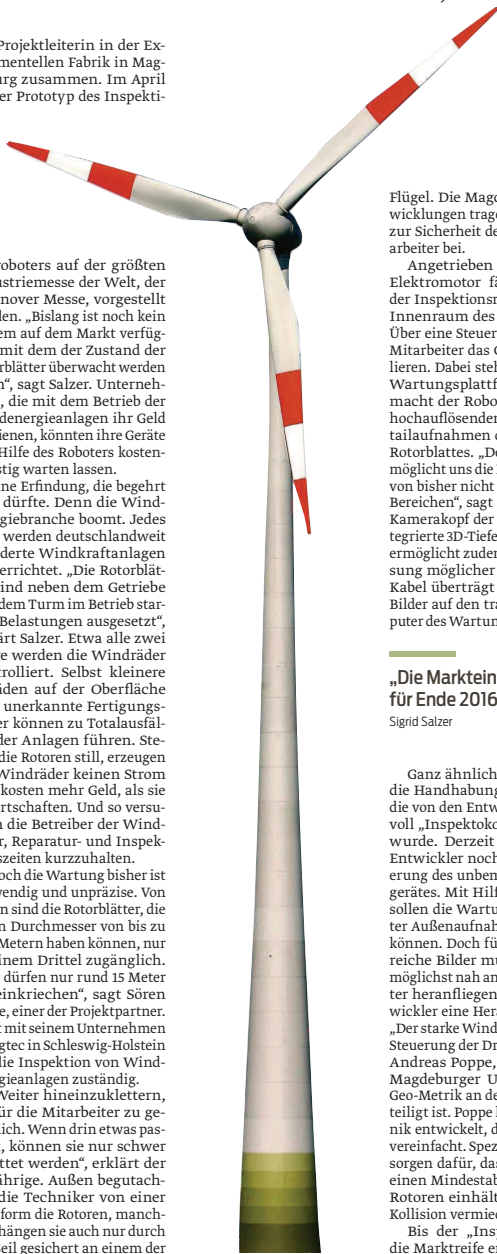 Projektleiterin in der Ex-
mentellen Fabrik in Mag-
urg zusammen. Im April
er Prototyp des Inspekti-
roboters auf der größten
ustriemesse der Welt, der
nover Messe, vorgestellt
den. „Bislang ist noch kein
em auf dem Markt verfüg-
mit dem der Zustand der
orblätter überwacht werden
n“, sagt Salzer. Unterneh-
, die mit dem Betrieb der
denergieanlagen ihr Geld
ienen, könnten ihre Geräte
Hilfe des Roboters kosten-
stig warten lassen.
ne Erfindung, die begehrt
dürfte. Denn die Wind-
giebranche boomt. Jedes
werden deutschlandweit
derte Windkraftanlagen
errichtet. „Die Rotorblät-
ind neben dem Getriebe
dem Turm im Betrieb star-
Belastungen ausgesetzt“,
ärt Salzer. Etwa alle zwei
e werden die Windräder
trolliert. Selbst kleinere
äden auf der Oberfläche
unerkannte Fertigungs-
er können zu Totalausfäl-
der Anlagen führen. Ste-
die Rotoren still, erzeugen
Windräder keinen Strom
kosten mehr Geld, als sie
rtschaften. Und so versu-
n die Betreiber der Wind-
r, Reparatur- und Inspek-
szeiten kurzzuhalten.
och die Wartung bisher ist
wendig und unpräzise. Von
n sind die Rotorblätter, die
n Durchmesser von bis zu
Metern haben können, nur
inem Drittel zugänglich.
dürfen nur rund 15 Meter
einkriechen“, sagt Sören
e, einer der Projektpartner.
t mit seinem Unternehmen
gtec in Schleswig-Holstein
die Inspektion von Wind-
gieanlagen zuständig.
Weiter hineinzuklettern,
ür die Mitarbeiter zu ge-
lich. Wenn drin etwas pas-
, können sie nur schwer
ttet werden“, erklärt der
ährige. Außen begutach-
die Techniker von einer
form die Rotoren, manch-
hängen sie auch nur durch
Seil gesichert an einem der
Flügel. Die Magd
wicklungen trage
zur Sicherheit de
arbeiter bei.
Angetrieben
Elektromotor fä
der Inspektionsr
Innenraum des
Über eine Steuer
Mitarbeiter das G
lieren. Dabei steh
Wartungsplattf
macht der Robo
hochauflösender
tailaufnahmen d
Rotorblattes. „De
möglicht uns die
von bisher nicht
Bereichen“, sagt
Kamerakopf der
tegrierte 3D-Tiefe
ermöglicht zudem
sung möglicher
Kabel überträgt
Bilder auf den tra
puter des Wartun
„Die Marktein
für Ende 2016
Sigrid Salzer
Ganz ähnlich
die Handhabung
die von den Entw
voll „Inspektoko
wurde. Derzeit
Entwickler noch
erung des unbem
gerätes. Mit Hilf
sollen die Wartu
ter Außenaufnah
können. Doch fü
reiche Bilder mu
möglichst nah an
ter heranfliegen
wickler eine Hera
„Der starke Wind
Steuerung der Dr
Andreas Poppe,
Magdeburger U
Geo-Metrik an de
teiligt ist. Poppe h
nik entwickelt, d
vereinfacht. Spez
sorgen dafür, das
einen Mindestab
Rotoren einhält
Kollision vermied
Bis der „Insp
die Marktreife e